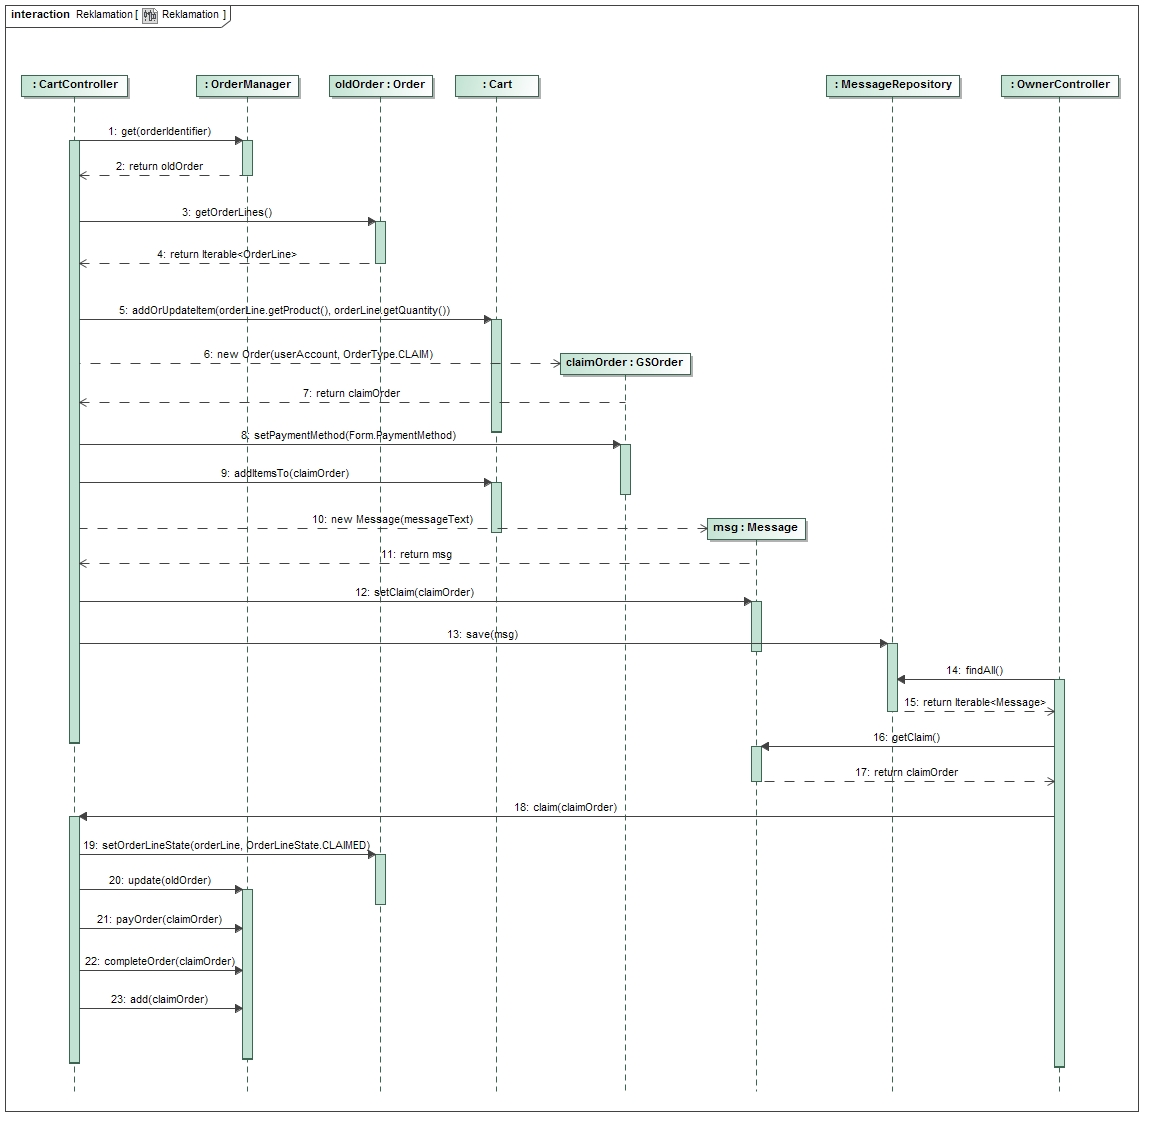 interaction Reklamation [ Reklamation ]
: CartController : OrderManager oldOrder : Order : Cart : MessageRepository : OwnerController
1: get(orderIdentifier)
2: return oldOrder
3: getOrderLines()
4: return Iterable<OrderLine>
5: addOrUpdateItem(orderLine.getProduct(), orderLine.getQuantity())
6: new Order(userAccount, OrderType.CLAIM)
claimOrder : GSOrder
7: return claimOrder
8: setPaymentMethod(Form.PaymentMethod)
9: addItemsTo(claimOrder)
10: new Message(messageText)
msg : Message
11: return msg
12: setClaim(claimOrder)
13: save(msg)
14: findAll()
15: return Iterable<Message>
16: getClaim()
17: return claimOrder
18: claim(claimOrder)
19: setOrderLineState(orderLine, OrderLineState.CLAIMED)
20: update(oldOrder)
21: payOrder(claimOrder)
22: completeOrder(claimOrder)
23: add(claimOrder)